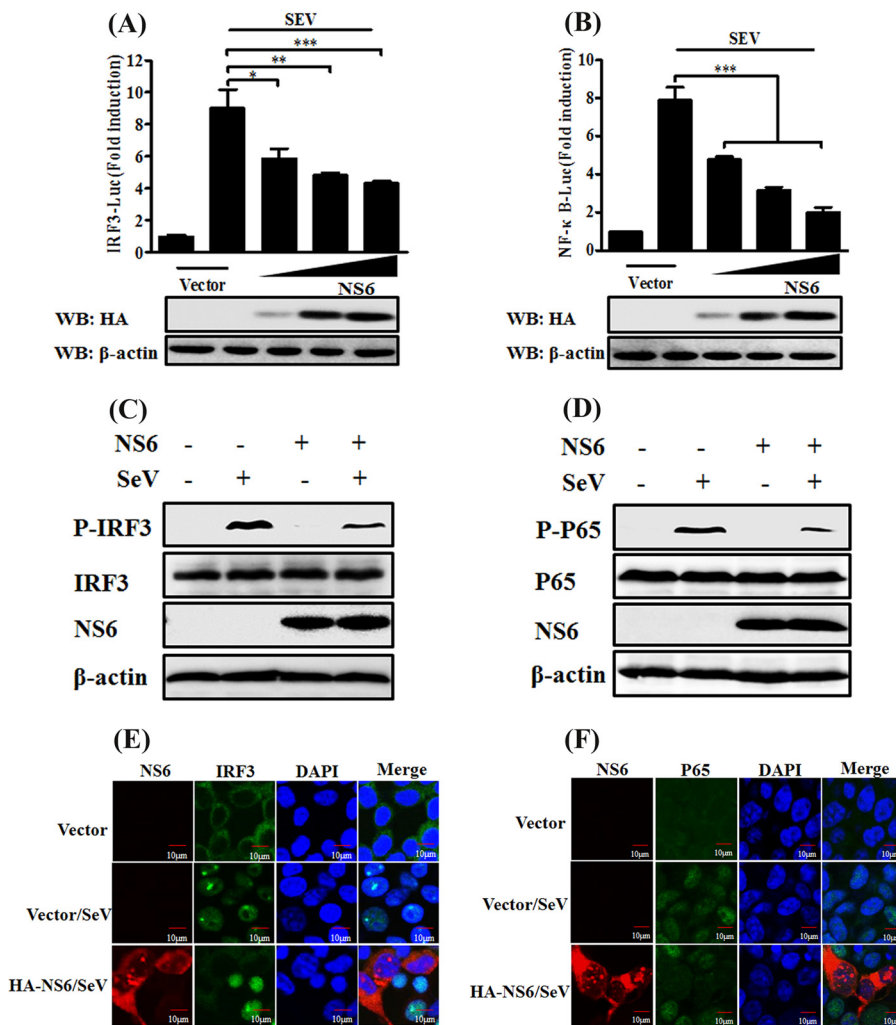 (A)
SEV
***
**
*
IRF3-Luc(Fold induction)
12
10
8
6
4
2
0
Vector
NS6
WB: HA
WB: β-actin
(B)
SEV
***
NF-κ B-Luc(Fold induction)
10
8
6
4
2
0
Vector
NS6
WB: HA
WB: β-actin
(C)
NS6 - - + +
SeV - + - +
P-IRF3
IRF3
NS6
β-actin
(D)
NS6 - - + +
SeV - + - +
P-P65
P65
NS6
β-actin
(E)
NS6 IRF3 DAPI Merge
Vector
10μm 10μm 10μm 10μm
Vector/SeV
10μm 10μm 10μm 10μm
HA-NS6/SeV
10μm 10μm 10μm 10μm
(F)
NS6 P65 DAPI Merge
Vector
10μm 10μm 10μm 10μm
Vector/SeV
10μm 10μm 10μm 10μm
HA-NS6/SeV
10μm 10μm 10μm 10μm